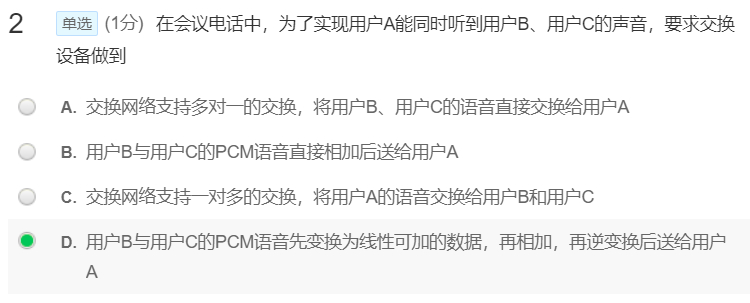 2 单选 (1分) 在会议电话中，为了实现用户A能同时听到用户B、用户C的声音，要求交换
设备做到
A. 交换网络支持多对一的交换，将用户B、用户C的语音直接交换给用户A
B. 用户B与用户C的PCM语音直接相加后送给用户A
C. 交换网络支持一对多的交换，将用户A的语音交换给用户B和用户C
D. 用户B与用户C的PCM语音先变换为线性可加的数据，再相加，再逆变换后送给用户
A